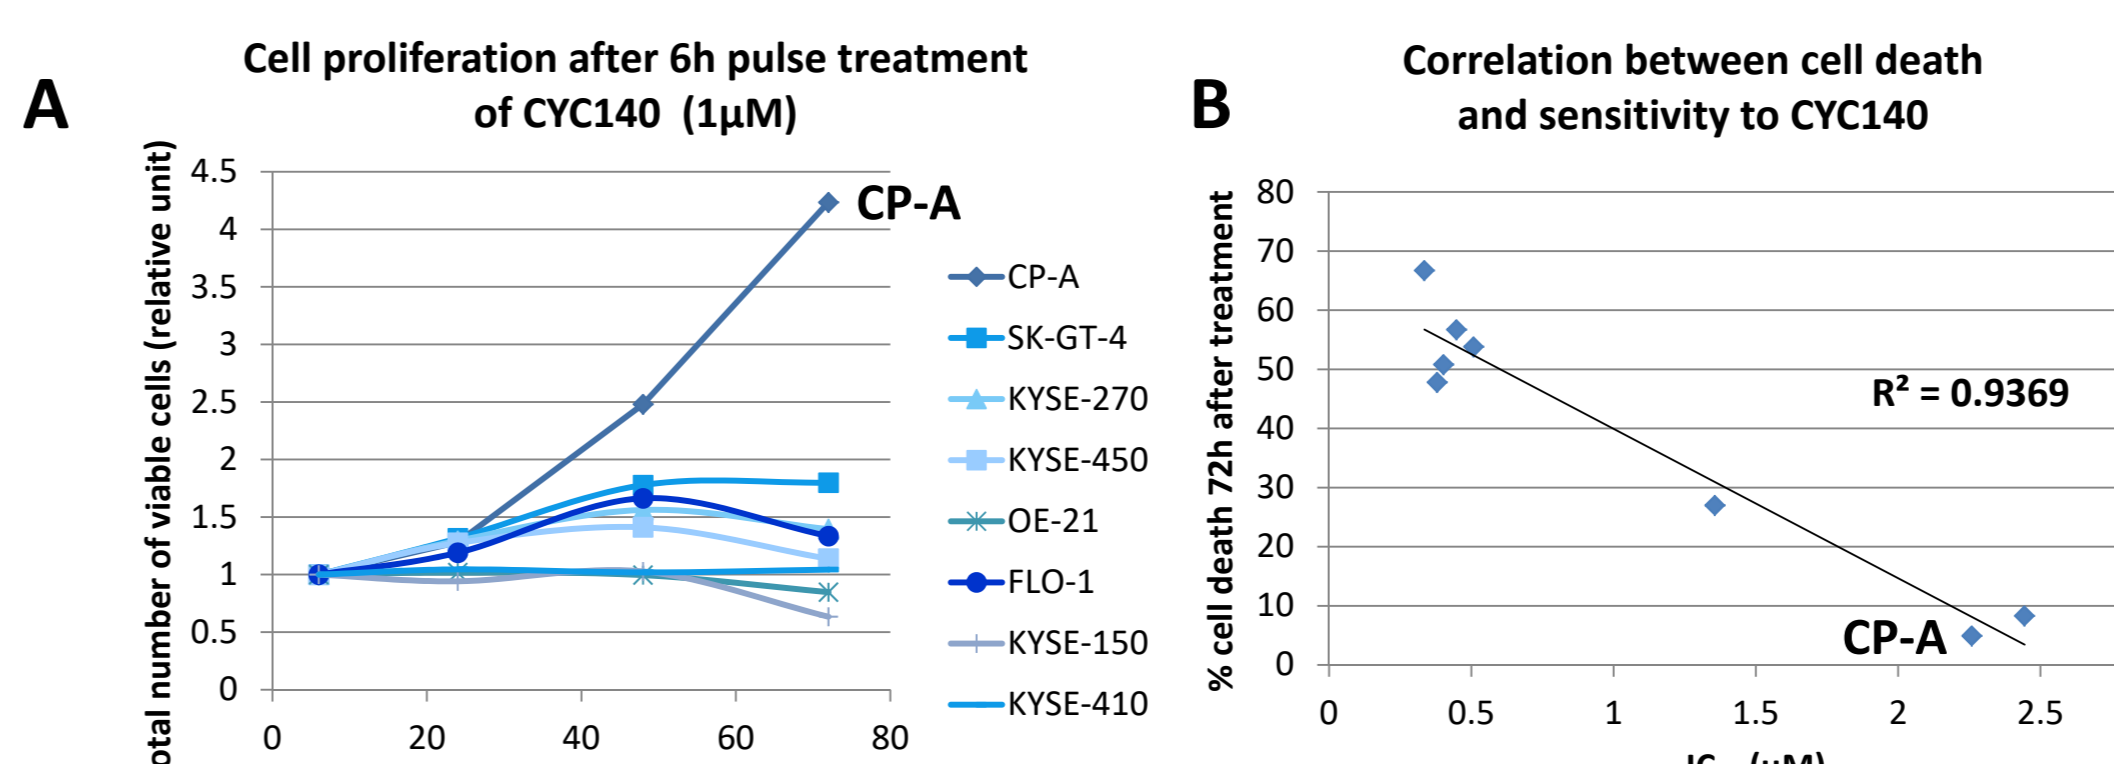 A
Cell proliferation after 6h pulse treatment
of CYC140 (1µM)
otal number of viable cells (relative unit)
4.5
4
3.5
3
2.5
2
1.5
1
0.5
0
0 20 40 60 80
CP-A
CP-A
SK-GT-4
KYSE-270
KYSE-450
OE-21
FLO-1
KYSE-150
KYSE-410
B
Correlation between cell death
and sensitivity to CYC140
% cell death 72h after treatment
80
70
60
50
40
30
20
10
0
R² = 0.9369
CP-A
0 0.5 1 1.5 2 2.5
IC (µM)